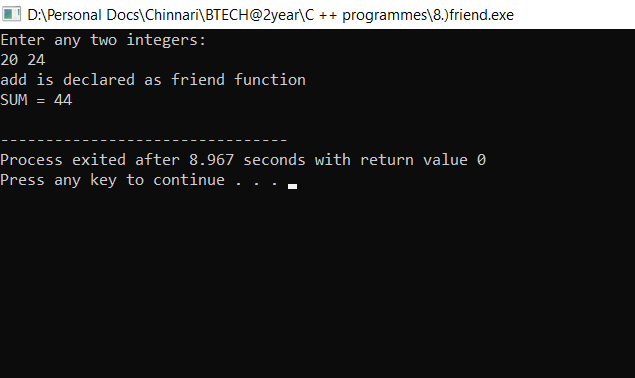 D:\Personal Docs\Chinnari\BTECH@2year\C ++ programmes\8.)friend.exe
Enter any two integers:
20 24
add is declared as friend function
SUM = 44
--------------------------------
Process exited after 8.967 seconds with return value 0
Press any key to continue . . .